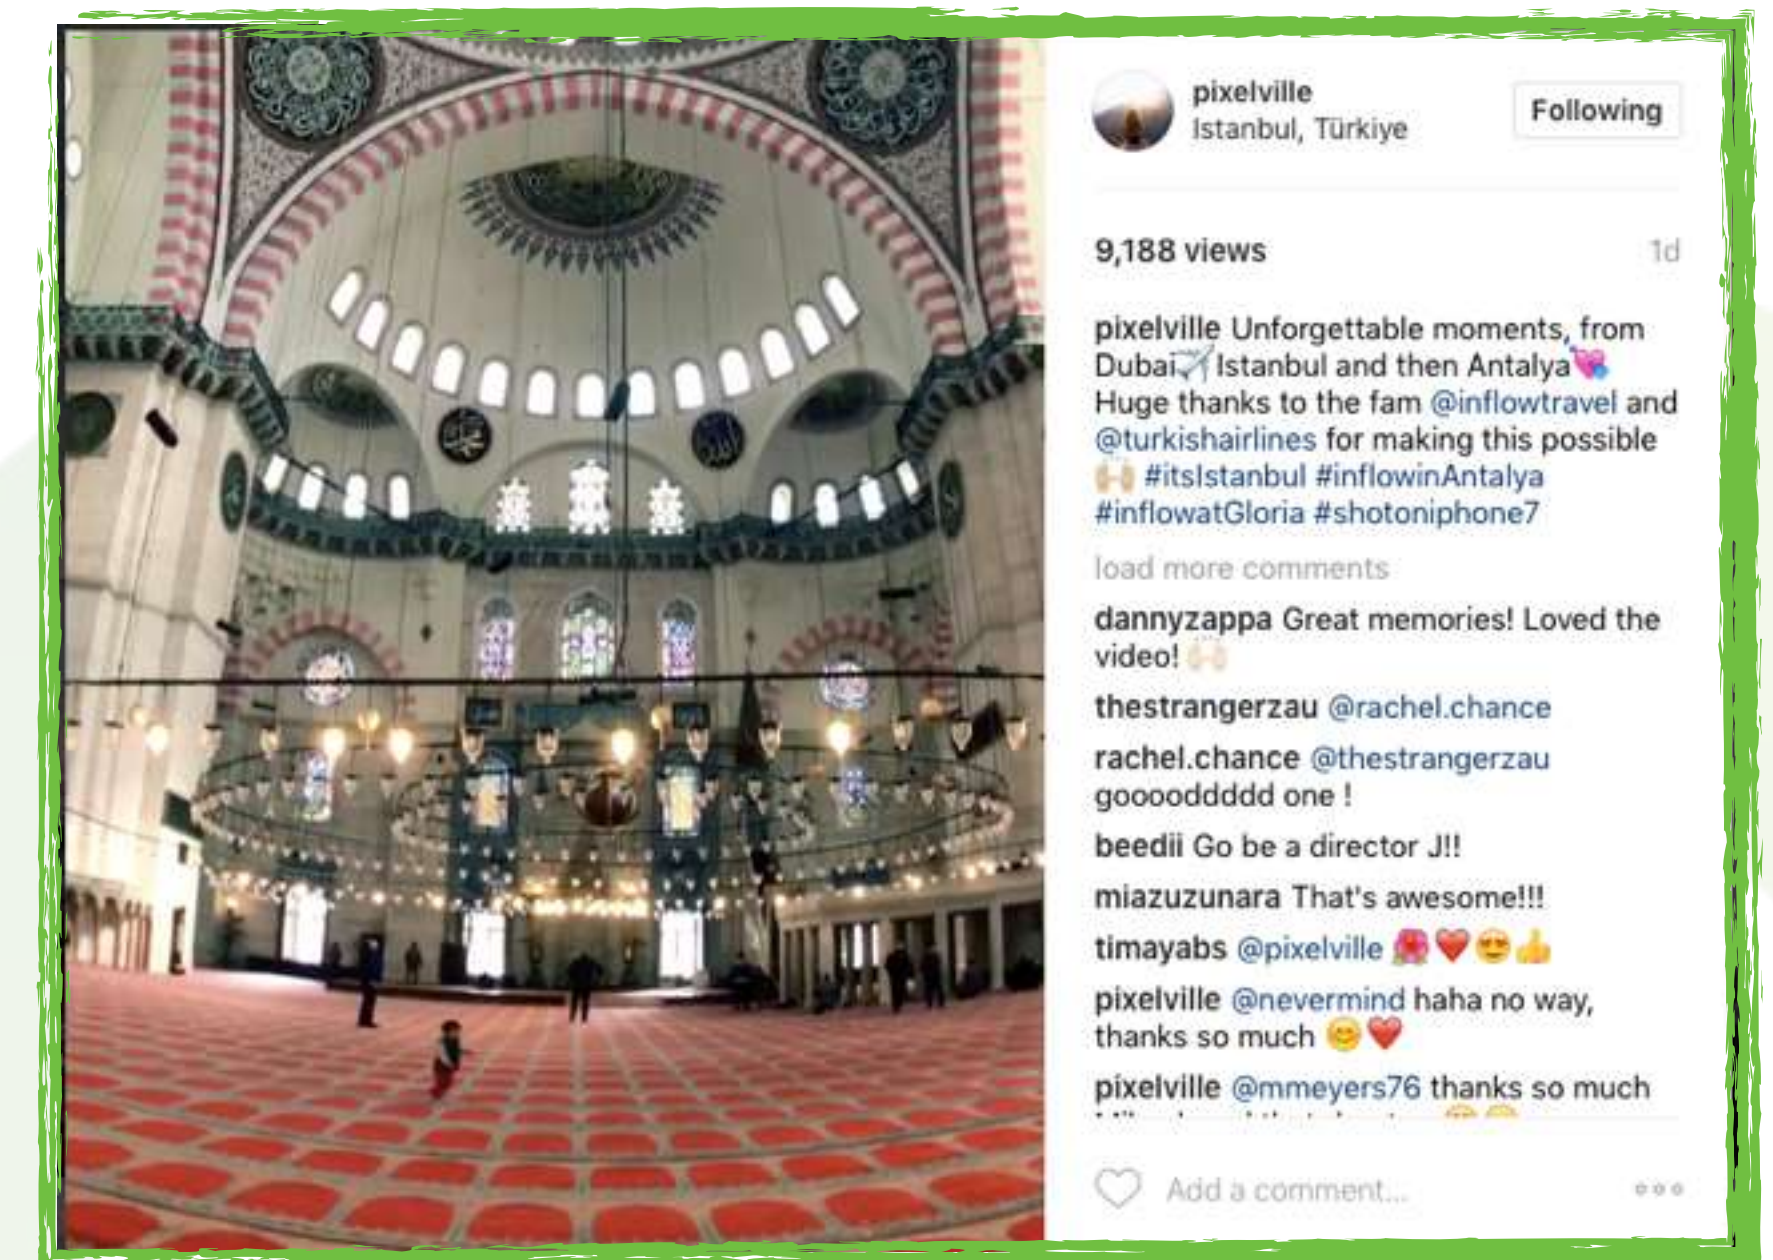 pixelville
Istanbul, Türkiye
Following
9,188 views
1d
pixelville Unforgettable moments, from
Dubai✈️Istanbul and then Antalya💘
Huge thanks to the fam @inflowtravel and
@turkishairlines for making this possible
🙌🏼 #itsIstanbul #inflowinAntalya
#inflowatGloria #shotoniphone7
load more comments
dannyzappa Great memories! Loved the
video! 🙌🏼
thestrangerzau @rachel.chance
rachel.chance @thestrangerzau
gooooddddd one !
beedii Go be a director J!!
miazuzunara That's awesome!!!
timayabs @pixelville 🌺❤️😍👍
pixelville @nevermind haha no way,
thanks so much 😊❤️
pixelville @mmeyers76 thanks so much
Add a comment...